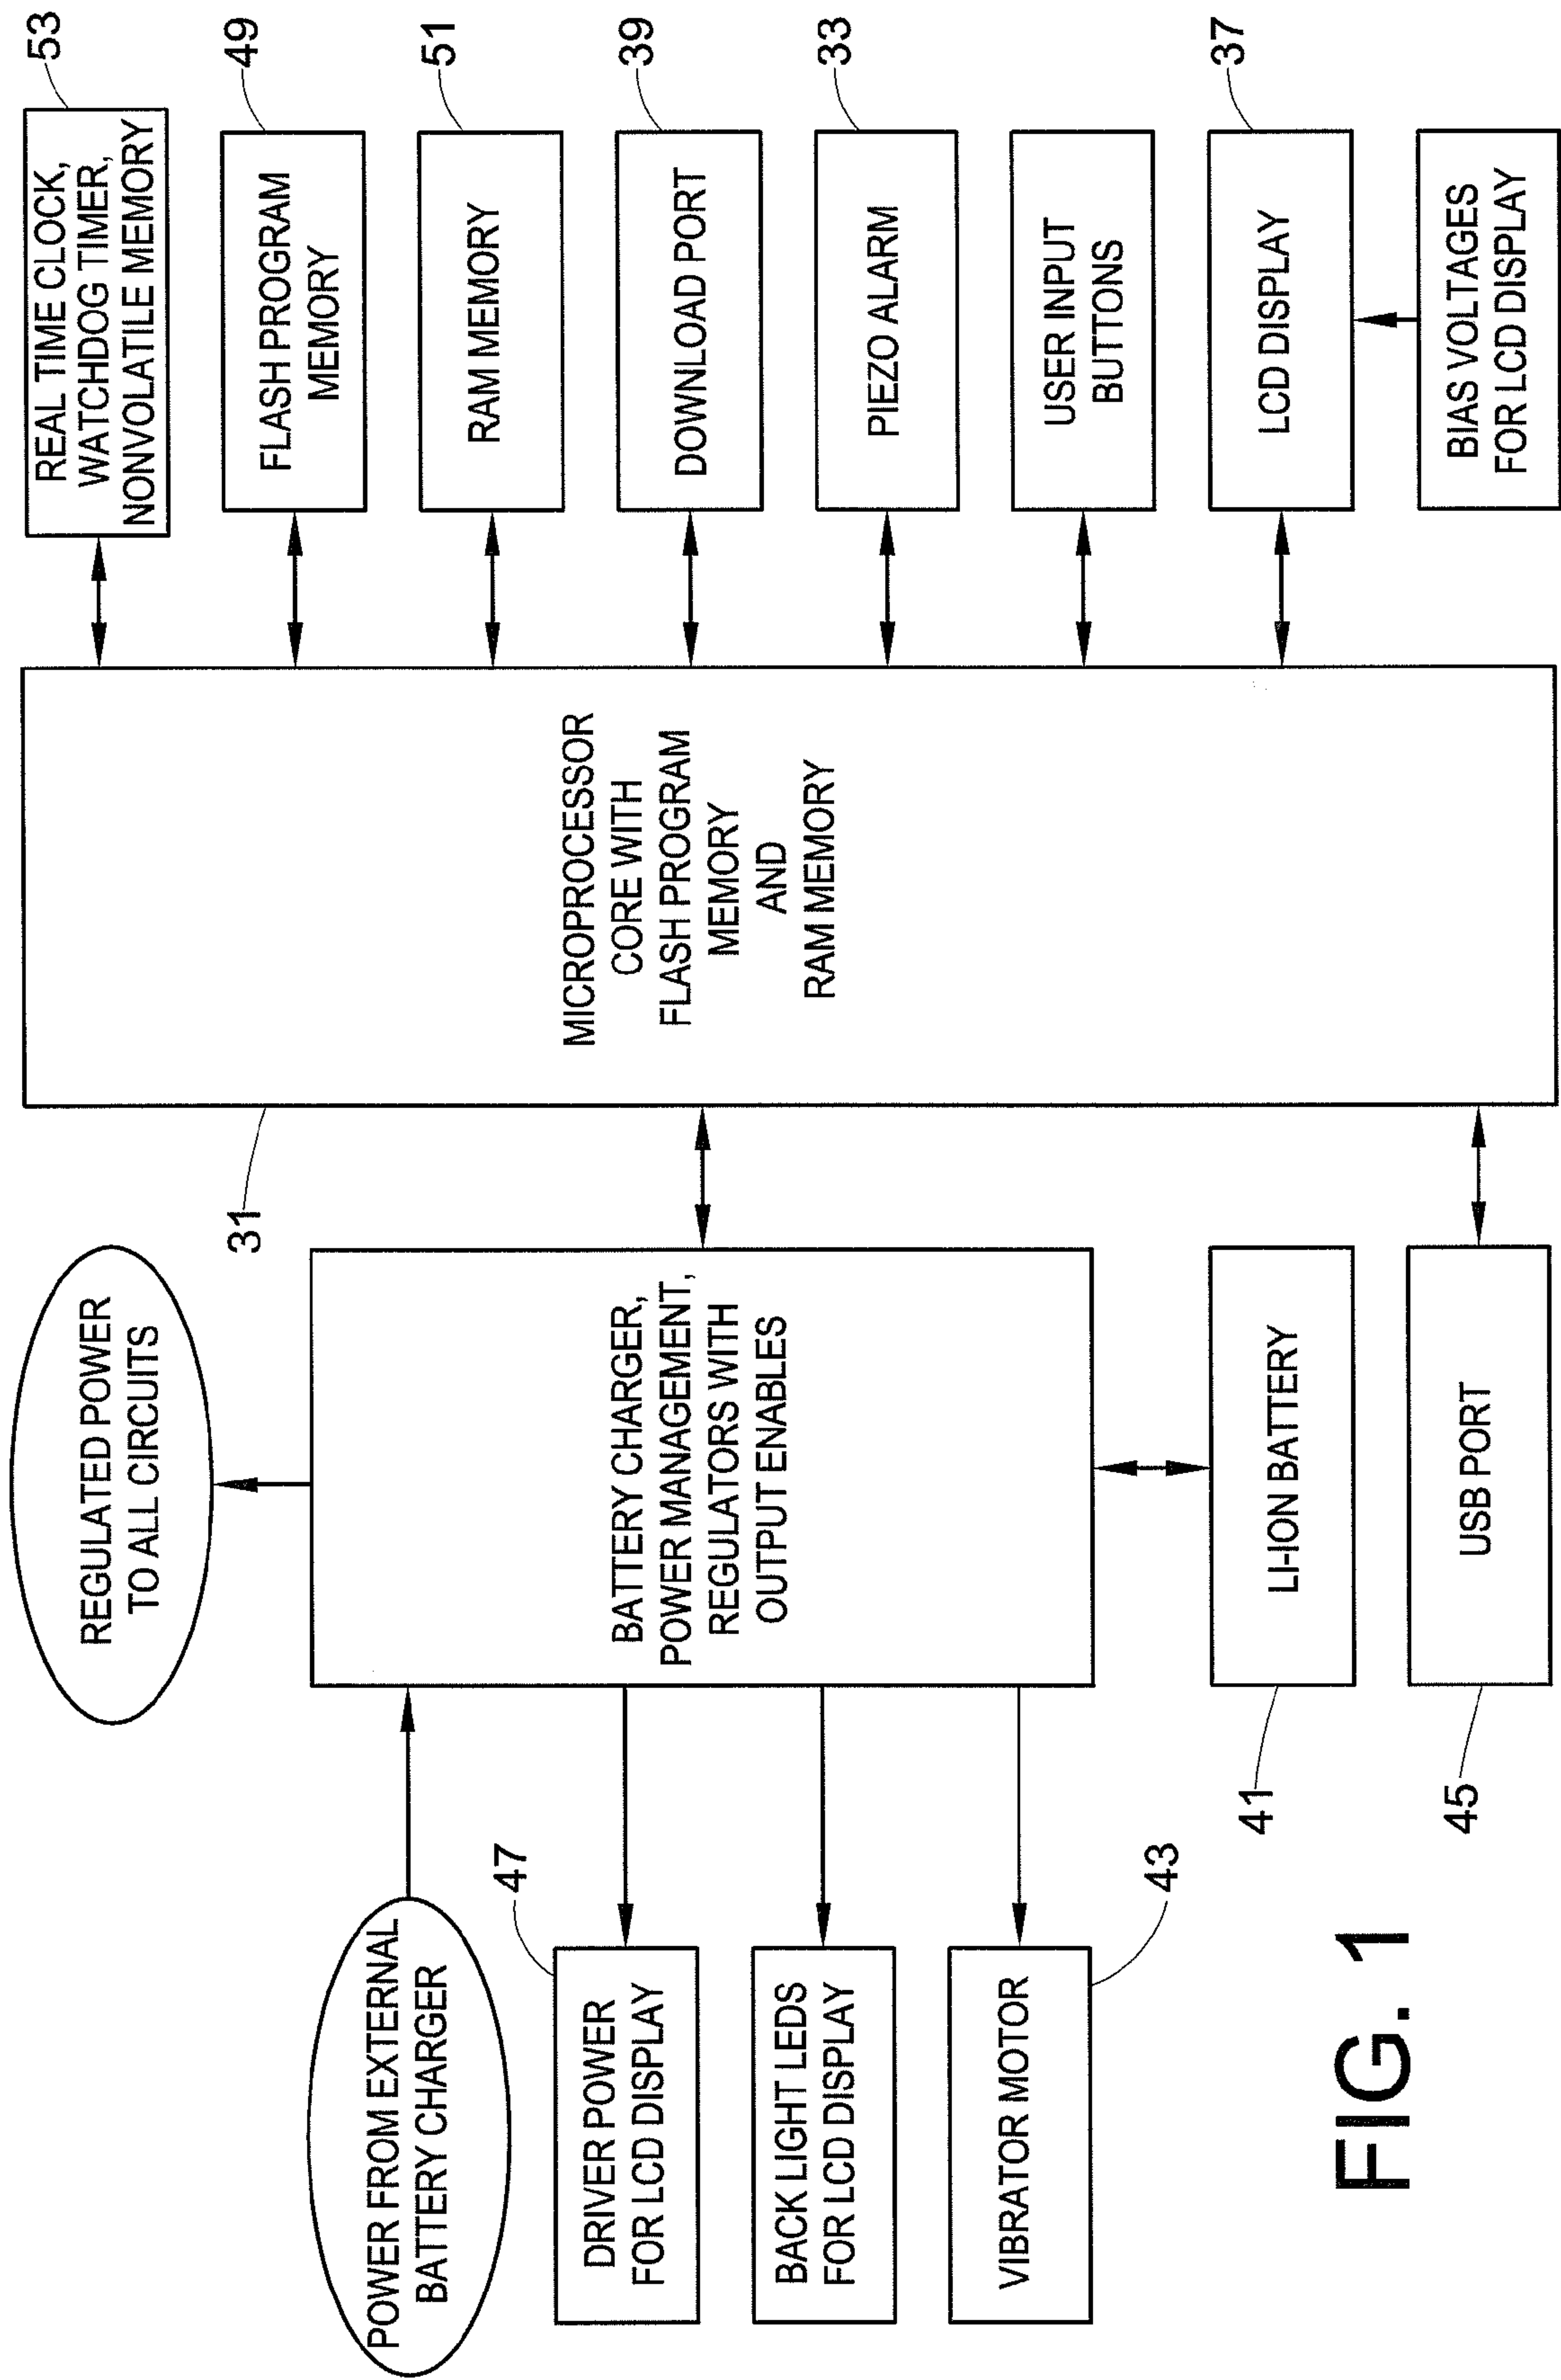 REGULATED POWER
TO ALL CIRCUITS
31
53
REAL TIME CLOCK,
WATCHDOG TIMER,
NONVOLATILE MEMORY
POWER FROM EXTERNAL
BATTERY CHARGER
BATTERY CHARGER,
POWER MANAGEMENT,
REGULATORS WITH
OUTPUT ENABLES
MICROPROCESSOR
CORE WITH
FLASH PROGRAM
MEMORY
AND
RAM MEMORY
49
FLASH PROGRAM
MEMORY
51
RAM MEMORY
47
DRIVER POWER
FOR LCD DISPLAY
39
DOWNLOAD PORT
BACK LIGHT LEDS
FOR LCD DISPLAY
33
PIEZO ALARM
VIBRATOR MOTOR
43
USER INPUT
BUTTONS
41
LI-ION BATTERY
37
LCD DISPLAY
45
USB PORT
BIAS VOLTAGES
FOR LCD DISPLAY
FIG. 1